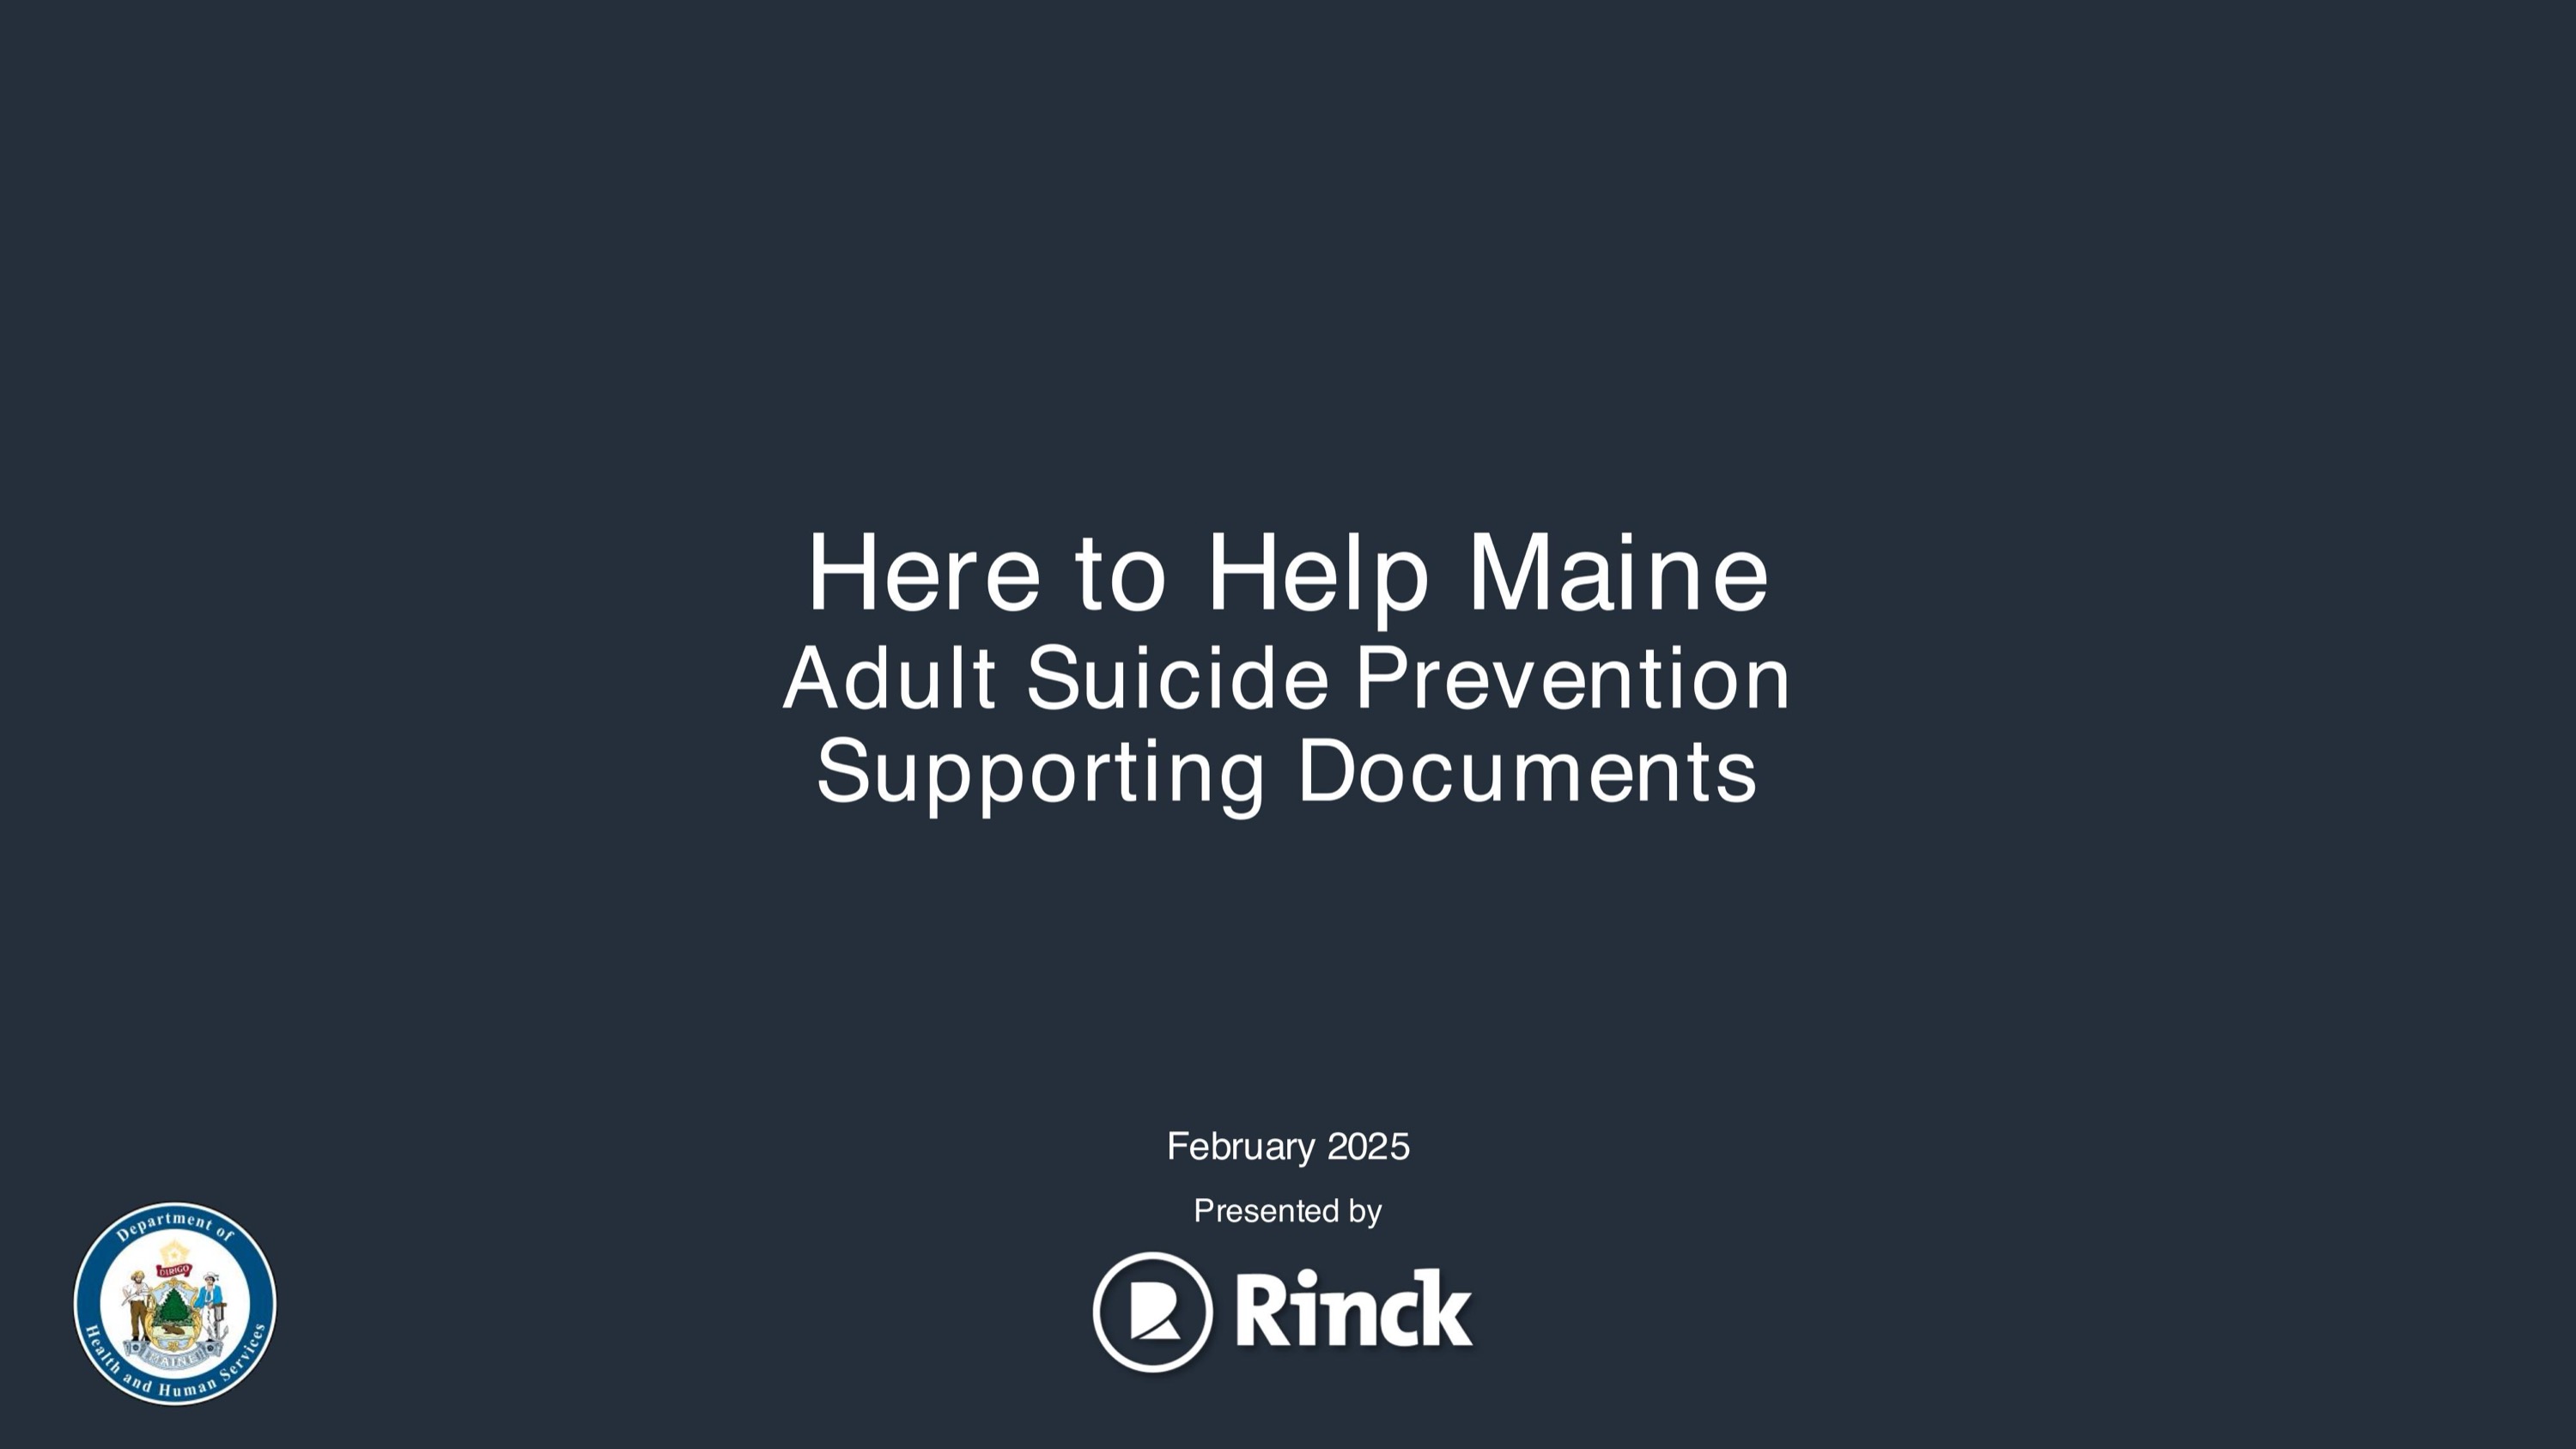 Here to Help Maine
Adult Suicide Prevention
Supporting Documents
February 2025
Presented by
R Rinck
Department of
DIRIGO
MAINE
Health and Human Services